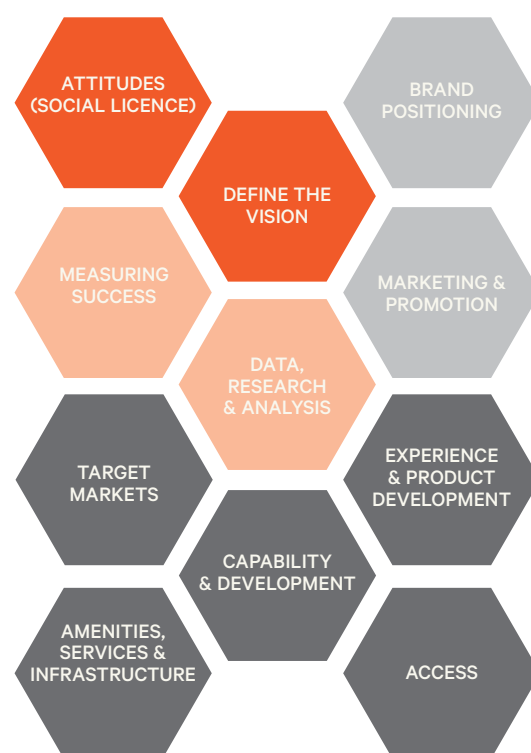 ATTITUDES
(SOCIAL LICENCE)
BRAND
POSITIONING
DEFINE THE
VISION
MEASURING
SUCCESS
MARKETING &
PROMOTION
DATA,
RESEARCH
& ANALYSIS
TARGET
MARKETS
EXPERIENCE
& PRODUCT
DEVELOPMENT
CAPABILITY
& DEVELOPMENT
AMENITIES,
SERVICES &
INFRASTRUCTURE
ACCESS